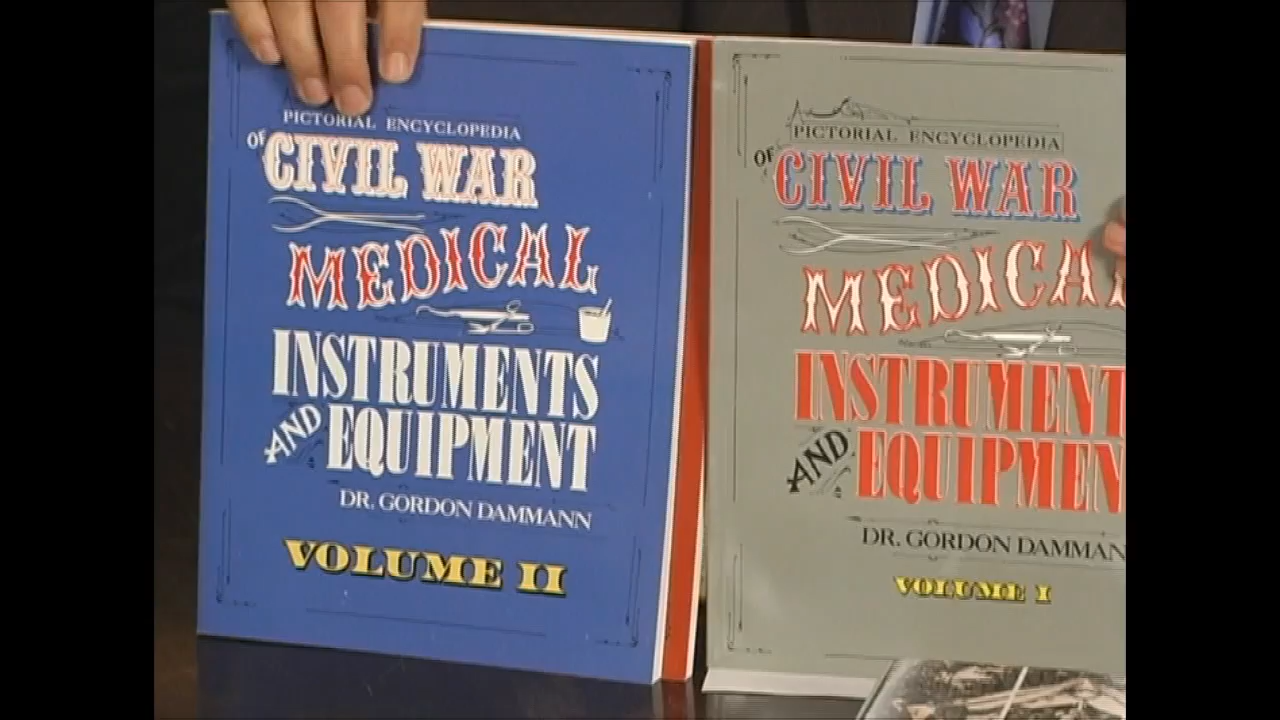 PICTORIAL ENCYCLOPEDIA
OF CIVIL WAR
MEDICAL
INSTRUMENTS
AND EQUIPMENT
DR. GORDON DAMMANN
VOLUME II
PICTORIAL ENCYCLOPEDIA
OF CIVIL WAR
MEDICAL
INSTRUMENT
AND EQUIPMEN
DR. GORDON DAMMAN
VOLUME I